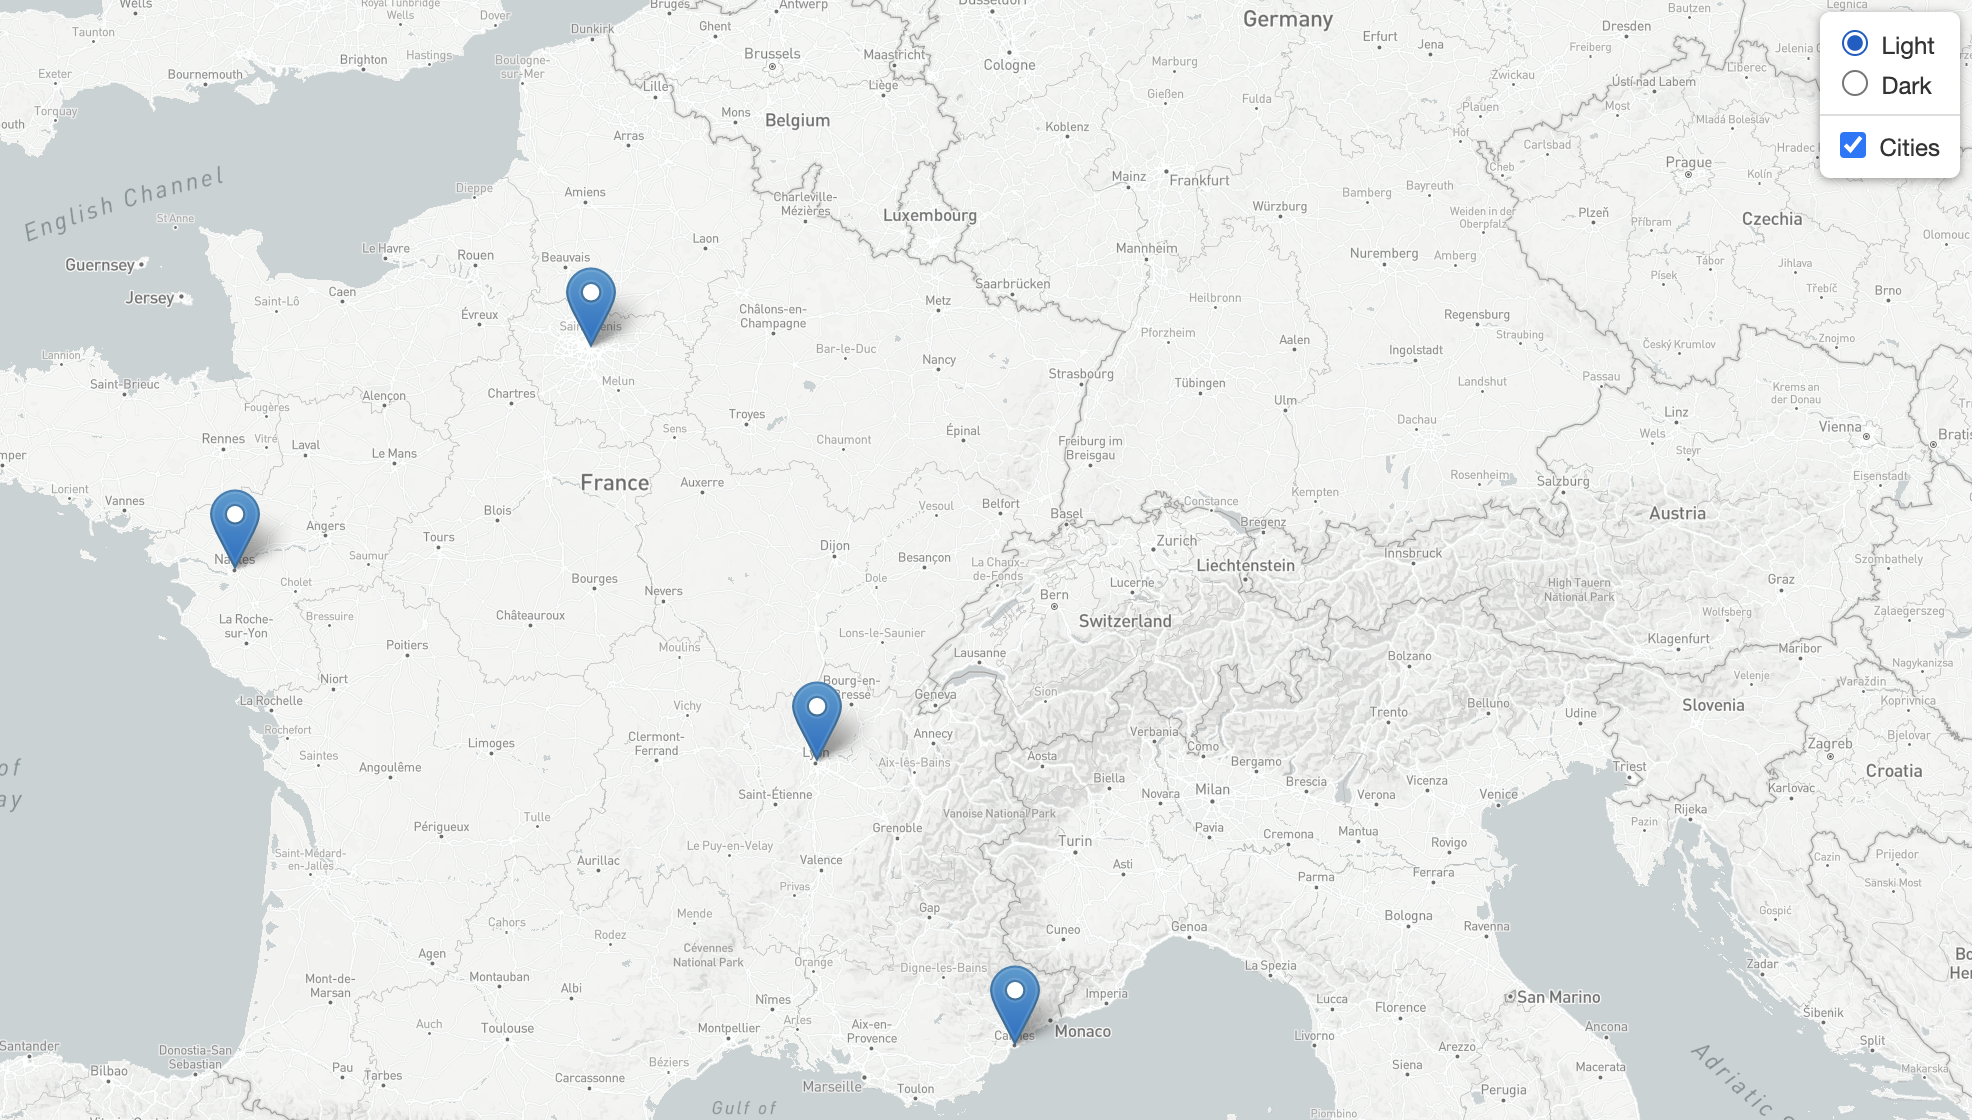 Wells
Royal Tunbridge
Wells
Dover
Bruges
Antwerp
Düsseldorf
Germany
Bautzen
Legnica
Light
Dark
Cities
Taunton
Brighton
Hastings
Dunkirk
Ghent
Brussels
Maastricht
Cologne
Erfurt
Jena
Dresden
Freiberg
Exeter
Bournemouth
Boulogne-
sur-Mer
Lille
Liège
Marburg
Zwickau
Ústí nad Labem
Liberec
Torquay
Mons
Belgium
Gießen
Fulda
Plauen
Most
Mladá Boleslav
Arras
Koblenz
Hof
Carlsbad
Hradec
English Channel
Dieppe
Amiens
Charleville-
Mézières
Mainz
Frankfurt
Cheb
Prague
Kolín
Bamberg
Bayreuth
St Anne
Luxembourg
Würzburg
Weiden in der
Oberpfalz
Plzeň
Příbram
Czechia
Guernsey
Le Havre
Rouen
Beauvais
Laon
Mannheim
Nuremberg
Amberg
Tábor
Jihlava
Olomouc
Jersey
Saint-Lô
Caen
Évreux
Châlons-en-
Champagne
Metz
Saarbrücken
Heilbronn
Písek
Třebíč
Brno
Regensburg
Straubing
Lannion
Bar-le-Duc
Nancy
Pforzheim
Aalen
Ingolstadt
Český Krumlov
Znojmo
Saint-Brieuc
Alençon
Chartres
Melun
Strasbourg
Tübingen
Landshut
Passau
Krems an
der Donau
Fougères
Troyes
Ulm
Linz
Rennes
Vitré
Laval
Le Mans
Sens
Chaumont
Épinal
Freiburg im
Breisgau
Dachau
Wels
Steyr
Vienna
Lorient
Vannes
France
Auxerre
Vesoul
Belfort
Constance
Kempten
Rosenheim
Salzburg
Eisenstadt
Angers
Blois
Basel
Bregenz
Austria
Tours
Saumur
Dijon
Besançon
La Chaux-
de-Fonds
Zurich
Liechtenstein
Innsbruck
Szombathely
Cholet
Bourges
Nevers
Dole
Bern
Lucerne
High Tauern
National Park
Graz
La Roche-
sur-Yon
Bressuire
Châteauroux
Switzerland
Wolfsberg
Zalaegerszeg
Poitiers
Moulins
Lons-le-Saunier
Lausanne
Bolzano
Klagenfurt
Maribor
Nagykanizsa
Niort
Bourg-en-
Geneva
Sion
Velenje
Varaždin
La Rochelle
Vichy
Trento
Belluno
Udine
Slovenia
Koprivnica
Rochefort
Saintes
Limoges
Clermont-
Ferrand
Annecy
Verbania
Como
Zagreb
Bjelovar
of
Angoulême
Aix-les-Bains
Aosta
Bergamo
Triest
Croatia
Saint-Étienne
Biella
Novara
Milan
Brescia
Verona
Vicenza
Venice
Karlovac
Périgueux
Tulle
Grenoble
Vanoise National Park
Rijeka
Pazin
Saint-Médard-
en-Jalles
Aurillac
Le Puy-en-Velay
Valence
Turin
Pavia
Cremona
Mantua
Rovigo
Cazin
Prijedor
Privas
Asti
Parma
Ferrara
Sanski Most
Cahors
Rodez
Mende
Gap
Cuneo
Genoa
Bologna
Ravenna
Gospić
Agen
Cévennes
National Park
Orange
Digne-les-Bains
La Spezia
Zadar
Mont-de-
Marsan
Montauban
Albi
Nîmes
Imperia
Lucca
Florence
San Marino
Šibenik
Auch
Toulouse
Montpellier
Arles
Aix-en-
Provence
Monaco
Livorno
Ancona
Split
Santander
Donostia-San
Sebastian
Bilbao
Pau
Tarbes
Béziers
Carcassonne
Marseille
Toulon
Siena
Arezzo
Macerata
Perugia
Makarska
Adriatic
Gulf of
Piombino